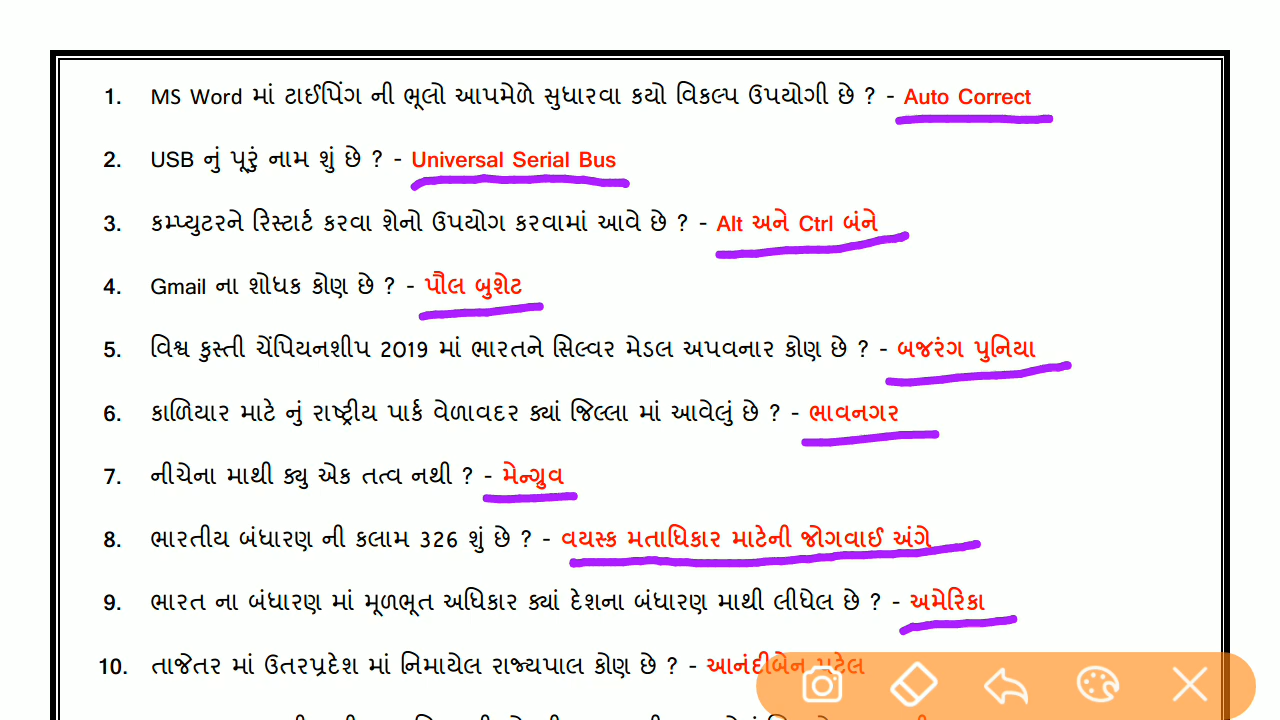 1. MS Word માં ટાઈપિંગ ની ભૂલો આપમેળે સુધારવા કયો વિકલ્પ ઉપયોગી છે ? - Auto Correct
2. USB નું પૂરું નામ શું છે ? - Universal Serial Bus
3. કમ્પ્યુટરને રિસ્ટાર્ટ કરવા શેનો ઉપયોગ કરવામાં આવે છે ? - Alt અને Ctrl બંને
4. Gmail ના શોધક કોણ છે ? - પૌલ બુશેટ
5. વિશ્વ કુસ્તી ચેંપિયનશીપ 2019 માં ભારતને સિલ્વર મેડલ અપવનાર કોણ છે ? - બજરંગ પુનિયા
6. કાળિયાર માટે નું રાષ્ટ્રીય પાર્ક વેળાવદર ક્યાં જિલ્લા માં આવેલું છે ? - ભાવનગર
7. નીચેના માથી ક્યુ એક તત્વ નથી ? - મેન્ગ્રુવ
8. ભારતીય બંધારણ ની કલામ 326 શું છે ? - વયસ્ક મતાધિકાર માટેની જોગવાઈ અંગે
9. ભારત ના બંધારણ માં મૂળભૂત અધિકાર ક્યાં દેશના બંધારણ માથી લીધેલ છે ? - અમેરિકા
10. તાજેતર માં ઉતરપ્રદેશ માં નિમાયેલ રાજ્યપાલ કોણ છે ? - આનંદીબેન પટેલ